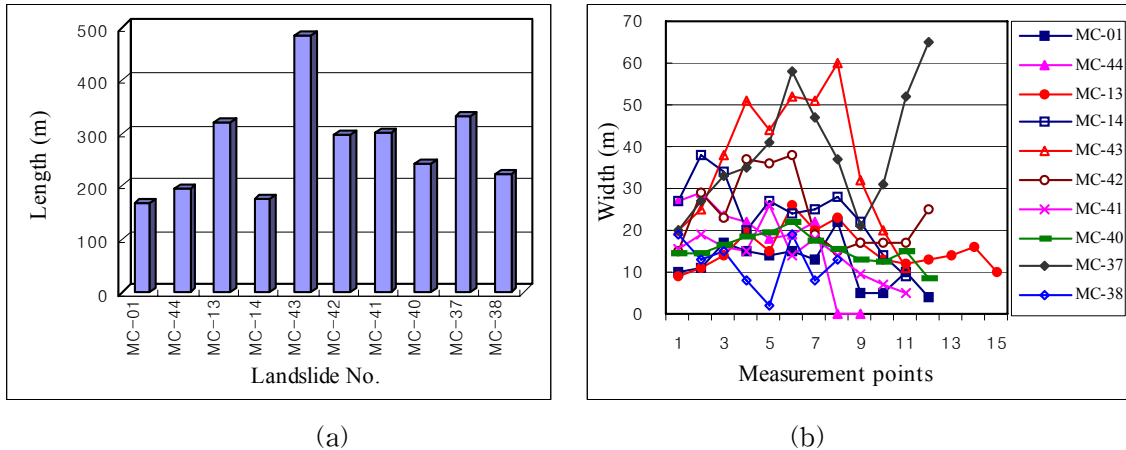 500
400
300
200
100
0
Length (m)
MC-01
MC-44
MC-13
MC-14
MC-43
MC-42
MC-41
MC-40
MC-37
MC-38
Landslide No.
(a)
70
60
50
40
30
20
10
0
Width (m)
1 3 5 7 9 11 13 15
Measurement points
MC-01
MC-44
MC-13
MC-14
MC-43
MC-42
MC-41
MC-40
MC-37
MC-38
(b)